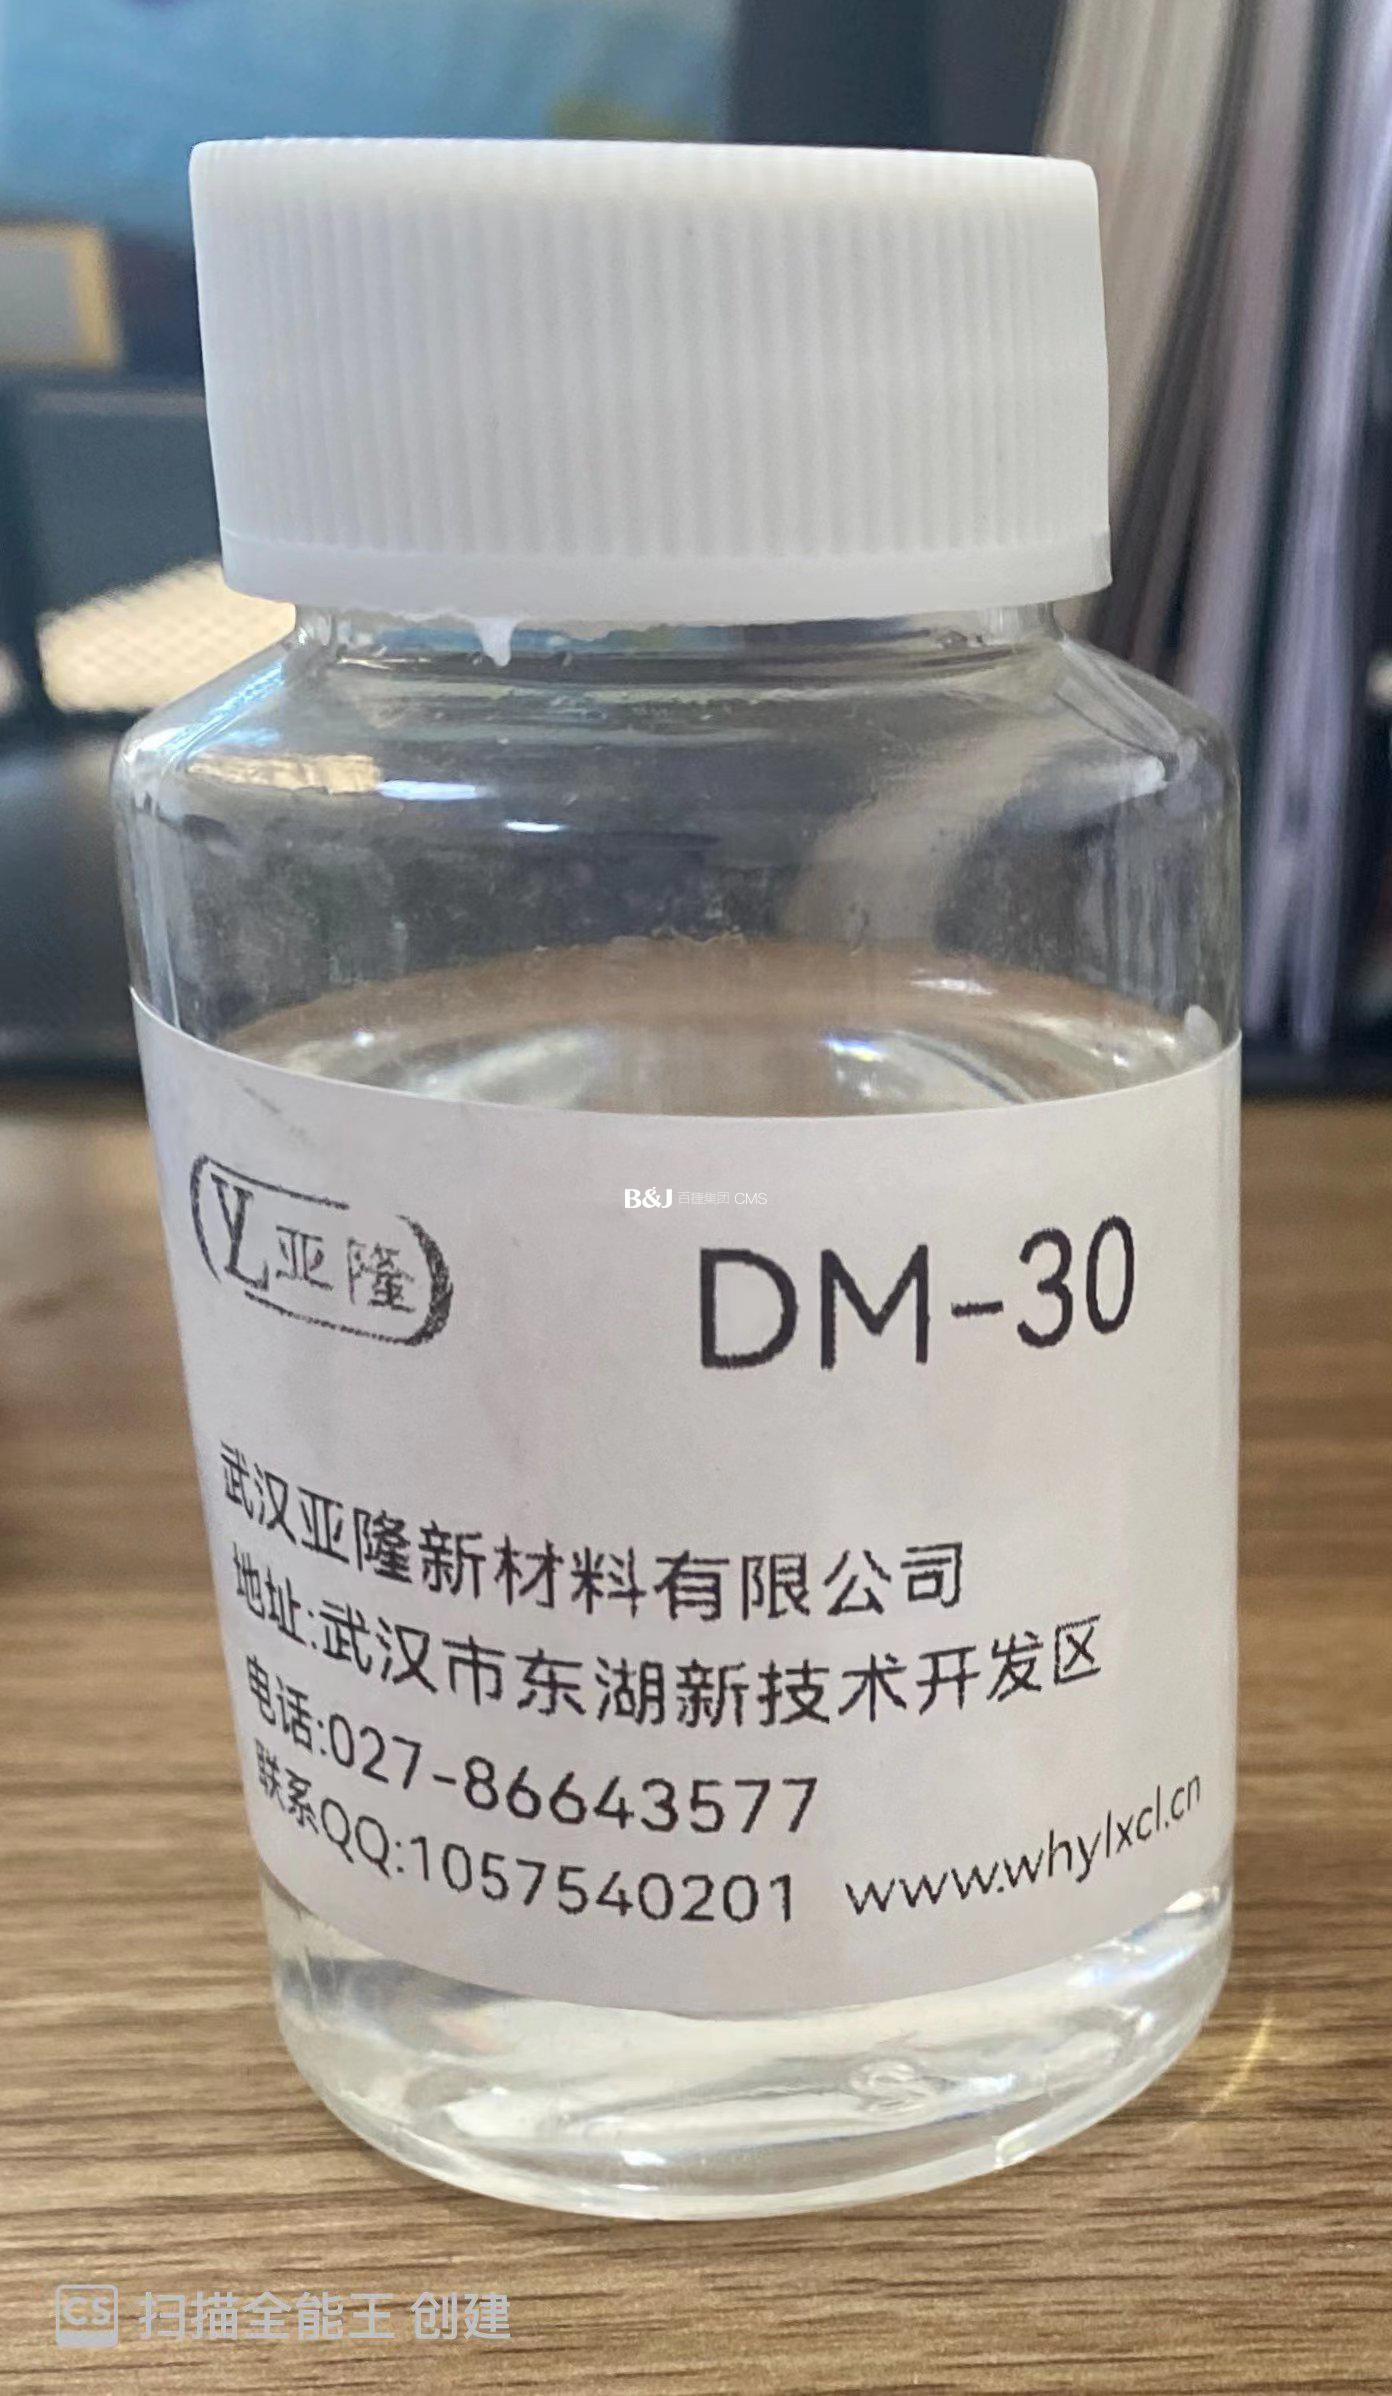 B&J 百捷集团 CMS
YL 亚隆
DM-30
武汉亚隆新材料有限公司
地址:武汉市东湖新技术开发区
电话:027-86643577
联系QQ:1057540201 www.whylxcl.cn
CS 扫描全能王 创建